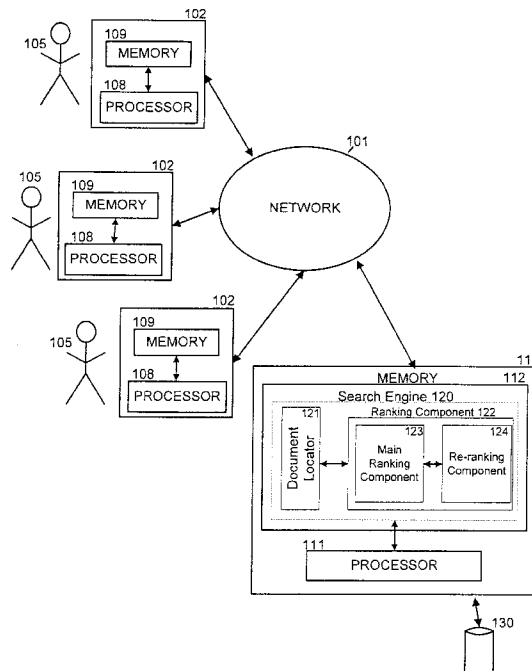 102
105
109
MEMORY
108
PROCESSOR
101
NETWORK
102
105
109
MEMORY
108
PROCESSOR
102
105
109
MEMORY
108
PROCESSOR
MEMORY
112
Search Engine 120
Ranking Component 122
121
Document Locator
123
Main
Ranking
Component
124
Re-ranking
Component
111
PROCESSOR
130